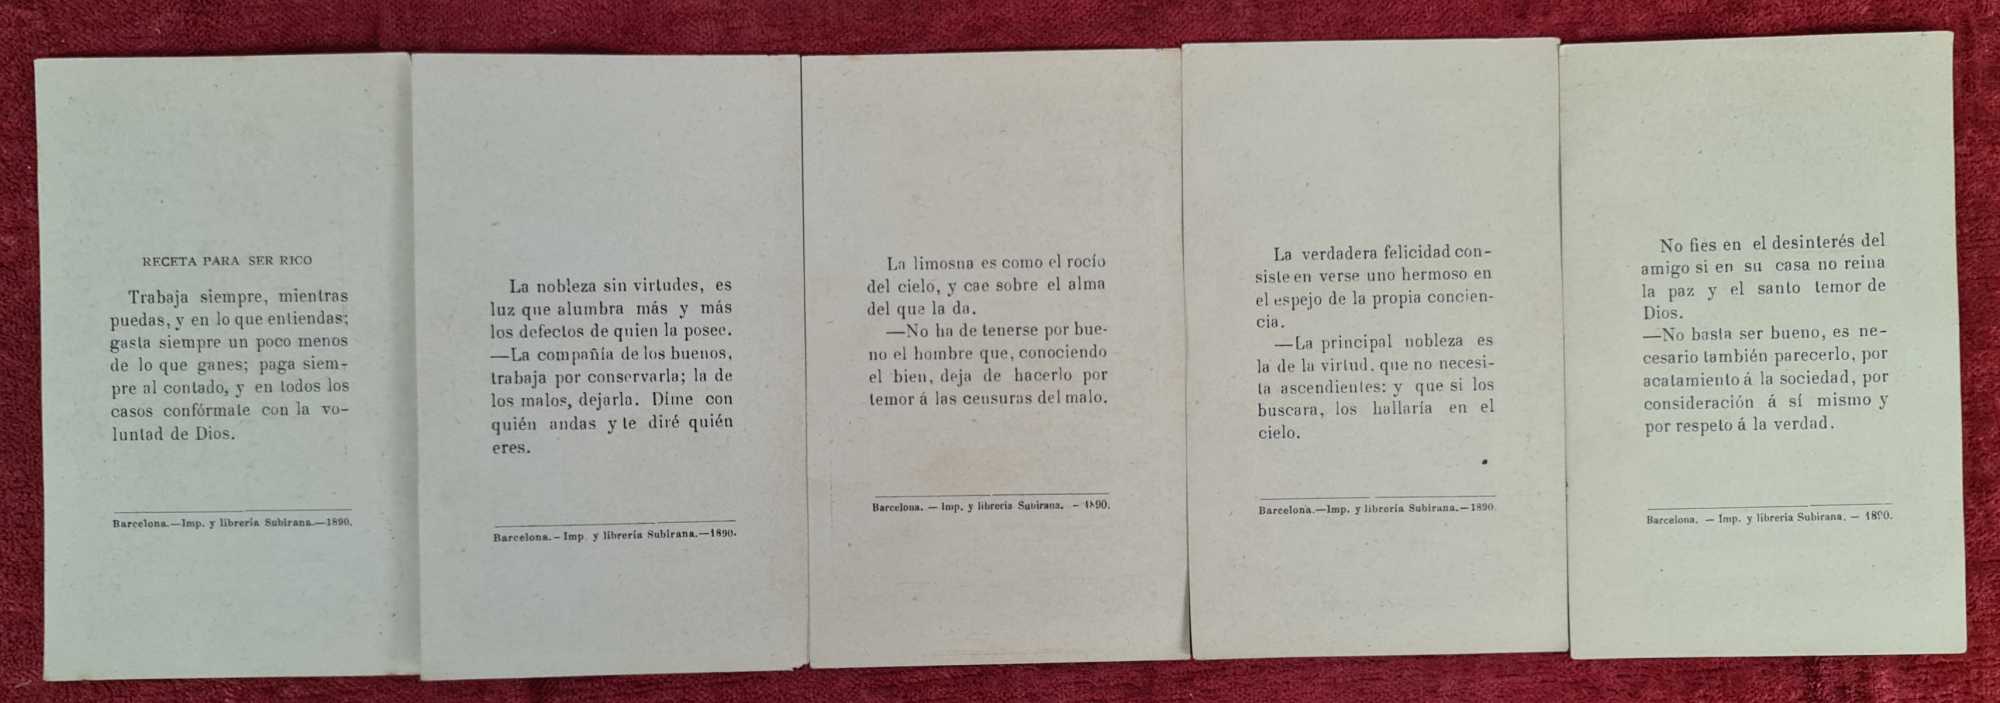 RECETA PARA SER RICO
Trabaja siempre, mientras
puedas, y en lo que entiendas;
gasta siempre un poco menos
de lo que ganes; paga siem-
pre al contado, y en todos los
casos confórmate con la vo-
luntad de Dios.
Barcelona.—Imp. y librería Subirana.—1890.
La nobleza sin virtudes, es
luz que alumbra más y más
los defectos de quien la posee.
—La compañía de los buenos,
trabaja por conservarla; la de
los malos, dejarla. Dime con
quién andas y te diré quién
eres.
Barcelona.—Imp. y librería Subirana.—1890.
La limosna es como el rocío
del cielo, y cae sobre el alma
del que la da.
—No ha de tenerse por bue-
no el hombre que, conociendo
el bien, deja de hacerlo por
temor á las censuras del malo.
Barcelona. — Imp. y librería Subirana. — 1890.
La verdadera felicidad con-
siste en verse uno hermoso en
el espejo de la propia concien-
cia.
—La principal nobleza es
la de la virtud, que no necesi-
ta ascendientes: y que si los
buscara, los hallaría en el
cielo.
Barcelona.—Imp. y librería Subirana.—1890
No fies en el desinterés del
amigo si en su casa no reina
la paz y el santo temor de
Dios.
—No basta ser bueno, es ne-
cesario también parecerlo, por
acatamiento á la sociedad, por
consideración á sí mismo y
por respeto á la verdad.
Barcelona. — Imp. y librería Subirana. — 1890.